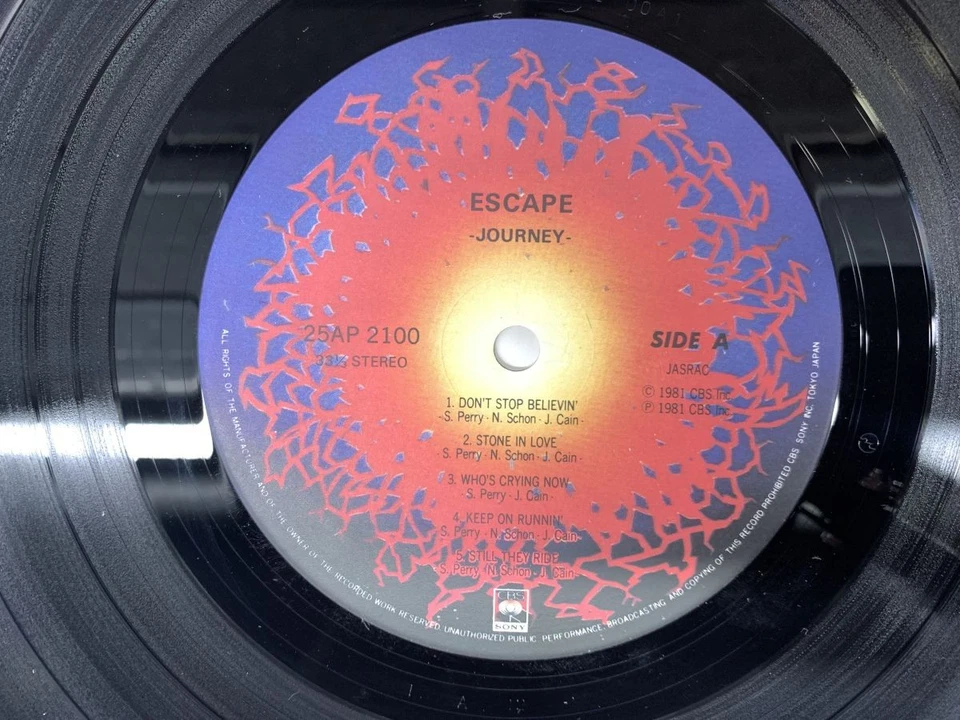 ESCAPE
-JOURNEY-
25AP 2100
33⅓ STEREO
SIDE A
JASRAC
© 1981 CBS Inc.
℗ 1981 CBS Inc.
1. DON'T STOP BELIEVIN'
- S. Perry · N. Schon · J. Cain -
2. STONE IN LOVE
S. Perry · N. Schon · J. Cain -
3. WHO'S CRYING NOW
- S. Perry · J. Cain -
4. KEEP ON RUNNIN'
S. Perry · N. Schon · J. Cain
5. STILL THEY RIDE
- S. Perry · N. Schon · J. Cain -
CBS
SONY
ALL RIGHTS OF THE MANUFACTURER AND OF THE OWNER OF THE RECORDED WORK RESERVED. UNAUTHORIZED PUBLIC PERFORMANCE, BROADCASTING AND COPYING OF THIS RECORD PROHIBITED CBS SONY INC. TOKYO JAPAN